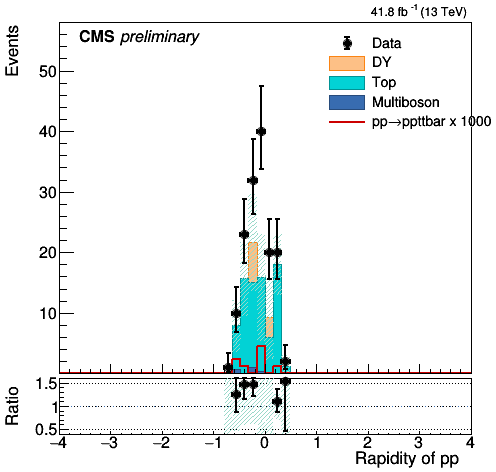 41.8 fb⁻¹ (13 TeV)
CMS preliminary
Events
Data
DY
Top
Multiboson
pp→ppttbar x 1000
50
40
30
20
10
Ratio
1.5
1
0.5
−4 −3 −2 −1 0 1 2 3 4
Rapidity of pp